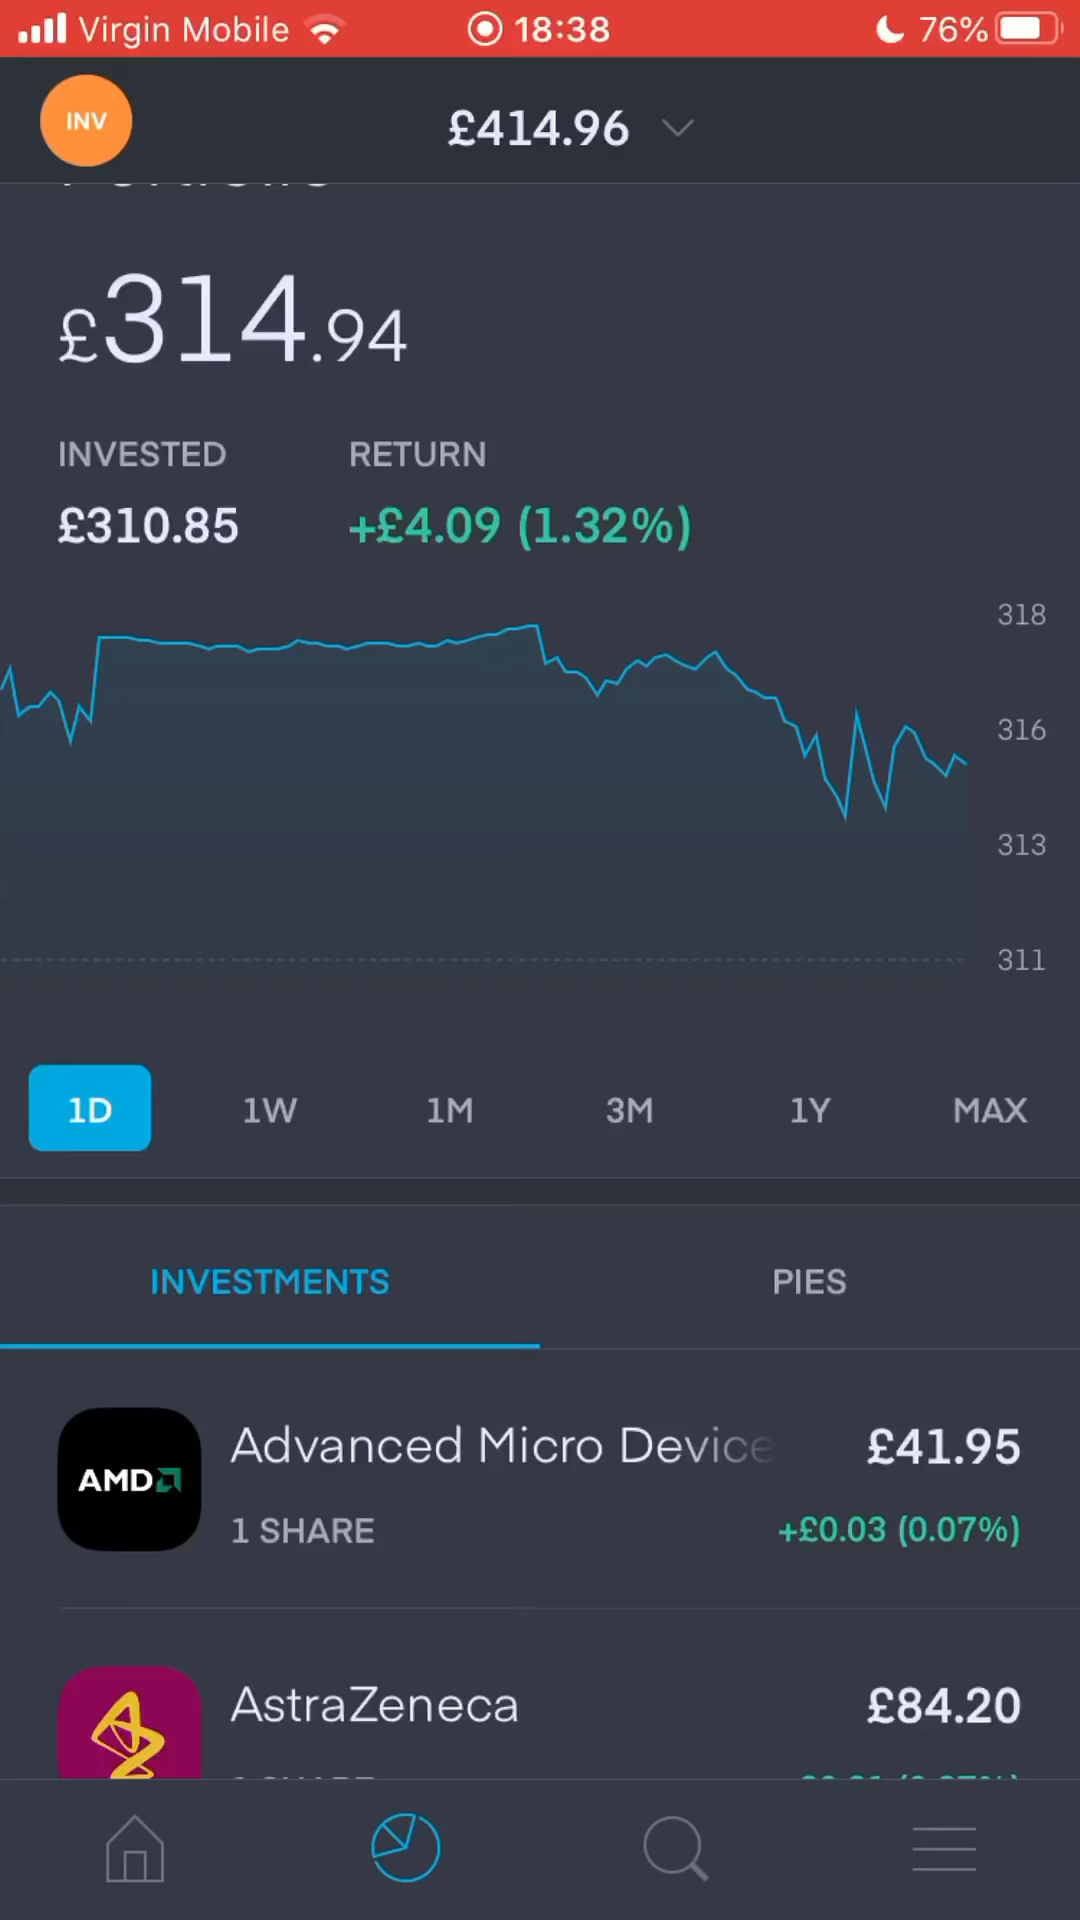 Virgin Mobile 18:38 76%
INV £414.96
Portfolio
£314.94
INVESTED RETURN
£310.85 +£4.09 (1.32%)
318
316
313
311
1D 1W 1M 3M 1Y MAX
INVESTMENTS PIES
AMD Advanced Micro Device £41.95
1 SHARE +£0.03 (0.07%)
AstraZeneca £84.20